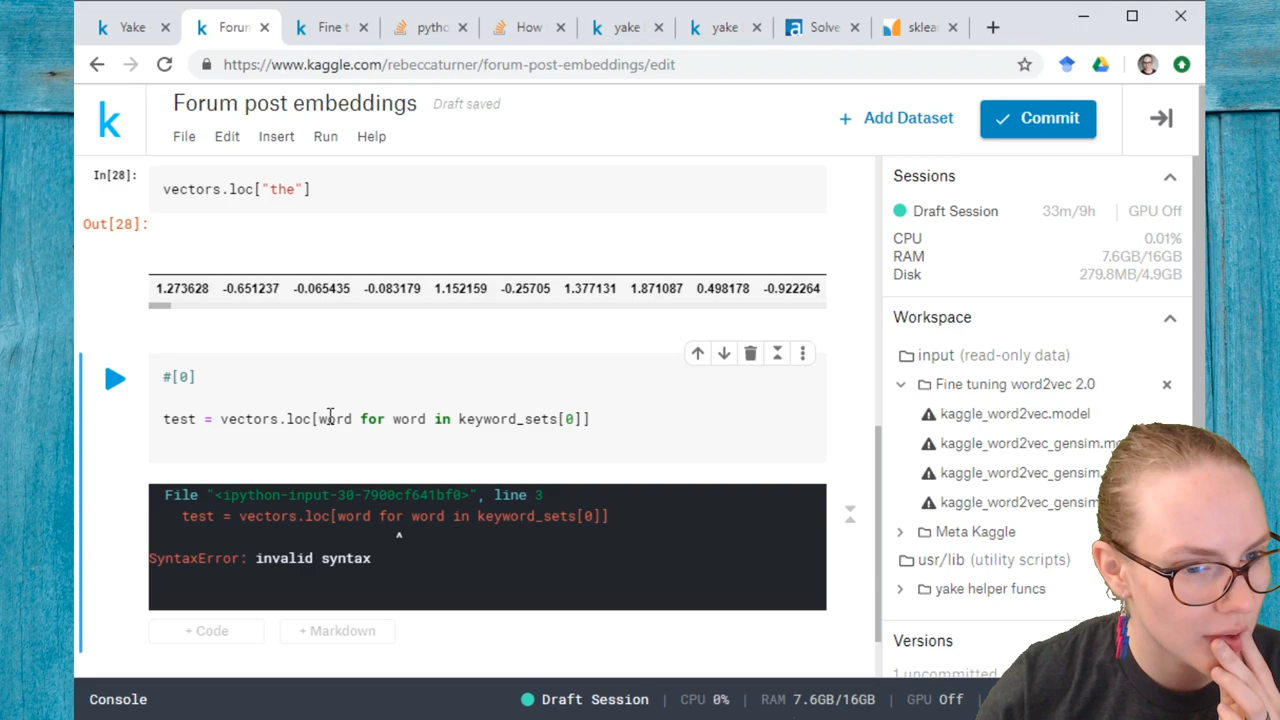 Yake
Foru
Fine t
pytho
How
yake
yake
Solve
sklea
https://www.kaggle.com/rebeccaturner/forum-post-embeddings/edit
k
Forum post embeddings
Draft saved
File Edit Insert Run Help
+ Add Dataset
Commit
In[28]:
vectors.loc["the"]
Out[28]:
1.273628 -0.651237 -0.065435 -0.083179 1.152159 -0.25705 1.377131 1.871087 0.498178 -0.922264
#[0]
test = vectors.loc[word for word in keyword_sets[0]]
File "<ipython-input-30-7900cf641bf0>", line 3
test = vectors.loc[word for word in keyword_sets[0]]
^
SyntaxError: invalid syntax
+ Code
+ Markdown
Sessions
Draft Session 33m/9h GPU Off
CPU 0.01%
RAM 7.6GB/16GB
Disk 279.8MB/4.9GB
Workspace
input (read-only data)
Fine tuning word2vec 2.0
kaggle_word2vec.model
kaggle_word2vec_gensim.mo
kaggle_word2vec_gensim.
kaggle_word2vec_gensim.
Meta Kaggle
usr/lib (utility scripts)
yake helper funcs
Versions
1 uncommitted
Console
Draft Session CPU 0% RAM 7.6GB/16GB GPU Off